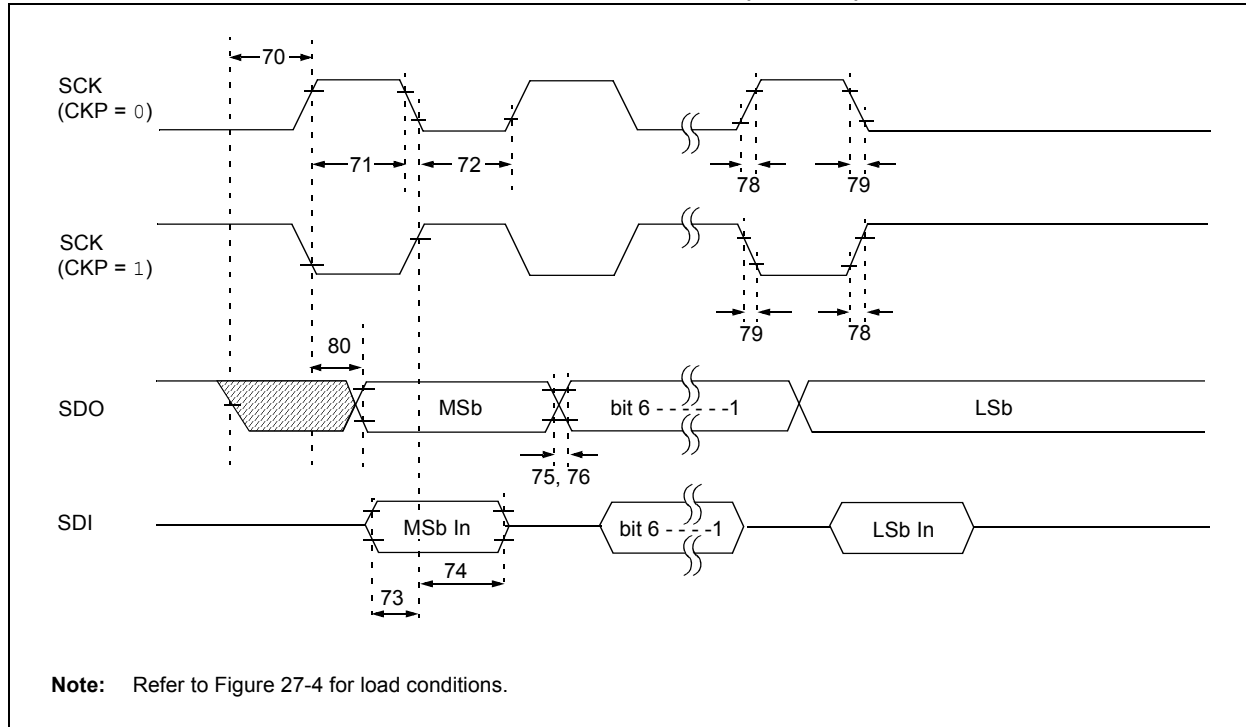 70
SCK
(CKP = 0)
71
72
78
79
SCK
(CKP = 1)
79
78
80
SDO
MSb
bit 6 - - - - - -1
LSb
75, 76
SDI
MSb In
bit 6 - - - -1
LSb In
74
73
Note: Refer to Figure 27-4 for load conditions.